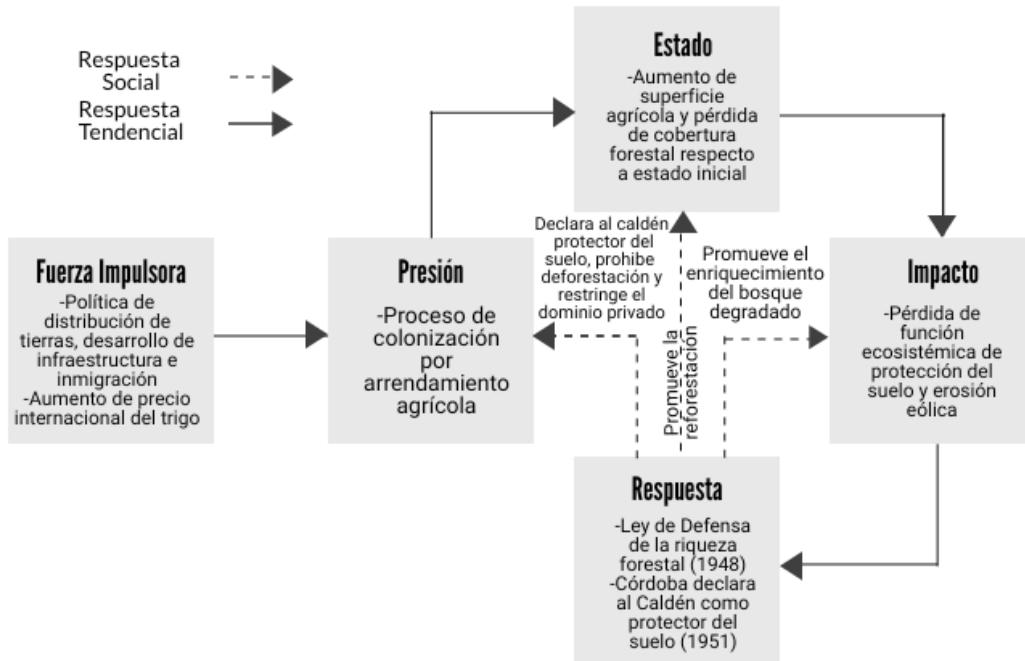 Respuesta
Social
Respuesta
Tendencial
Estado
-Aumento de
superficie
agrícola y pérdida
de cobertura
forestal respecto
a estado inicial
Fuerza Impulsora
-Política de
distribución de
tierras, desarrollo de
infraestructura e
inmigración
-Aumento de precio
internacional del trigo
Presión
-Proceso de
colonización
por
arrendamiento
agrícola
Declara al caldén
protector del
suelo, prohibe
deforestación y
restringe el
dominio privado
Promueve la
reforestación
Promueve el
enriquecimiento
del bosque
degradado
Impacto
-Pérdida de
función
ecosistémica de
protección del
suelo y erosión
eólica
Respuesta
-Ley de Defensa
de la riqueza
forestal (1948)
-Córdoba declara
al Caldén como
protector del
suelo (1951)